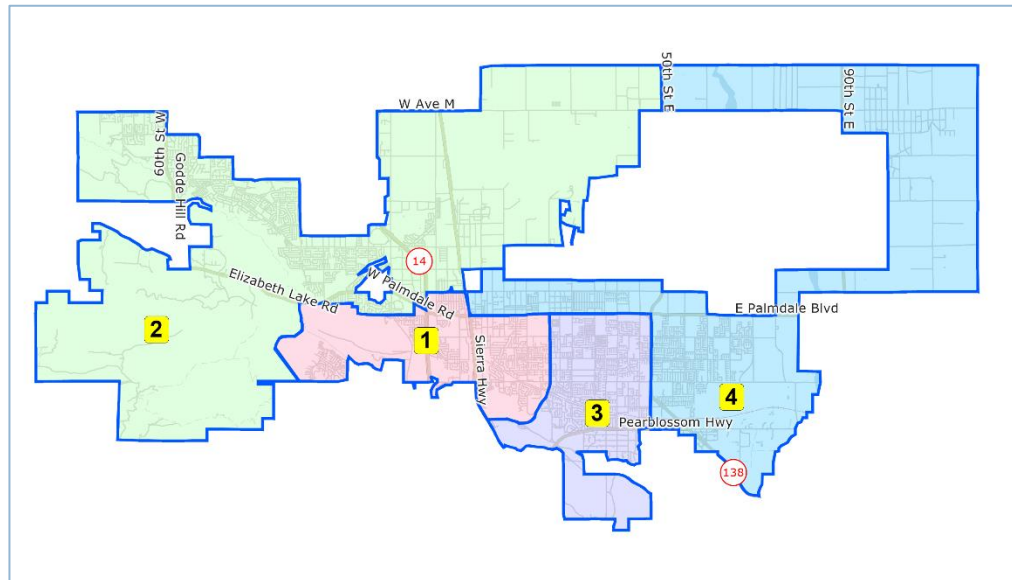 50th St E
90th St E
W Ave M
60th St W
Godde Hill Rd
14
Elizabeth Lake Rd
W Palmdale Rd
E Palmdale Blvd
2
1
Sierra Hwy
4
3
Pearblossom Hwy
138